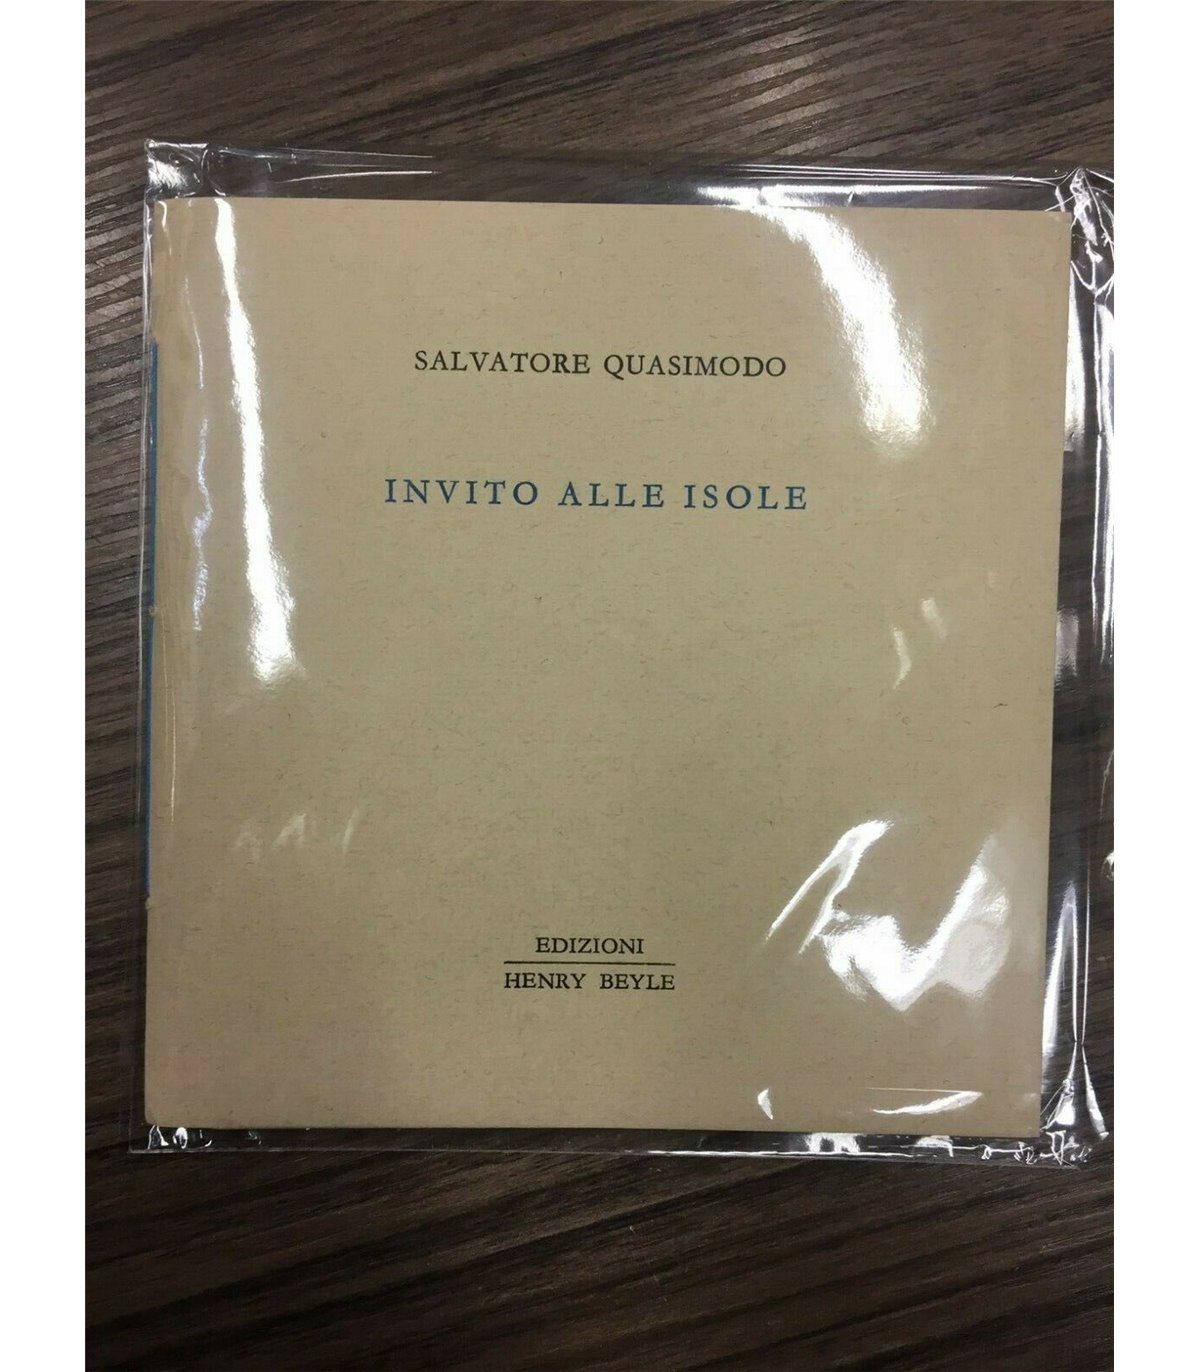 SALVATORE QUASIMODO
INVITO ALLE ISOLE
EDIZIONI
HENRY BEYLE